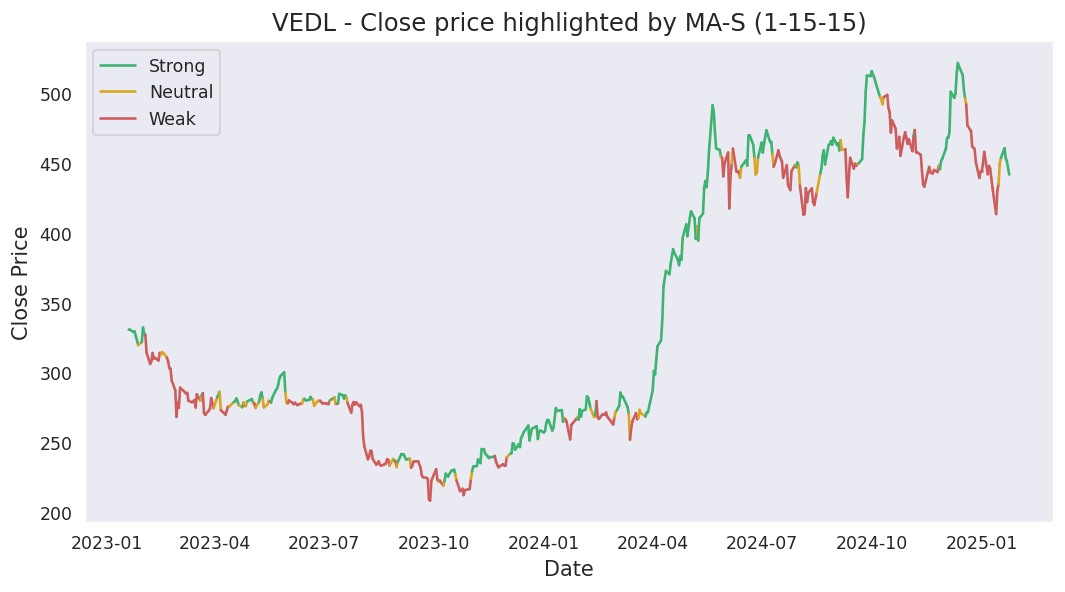 VEDL - Close price highlighted by MA-S (1-15-15)
Strong
Neutral
Weak
Close Price
500
450
400
350
300
250
200
2023-01 2023-04 2023-07 2023-10 2024-01 2024-04 2024-07 2024-10 2025-01
Date